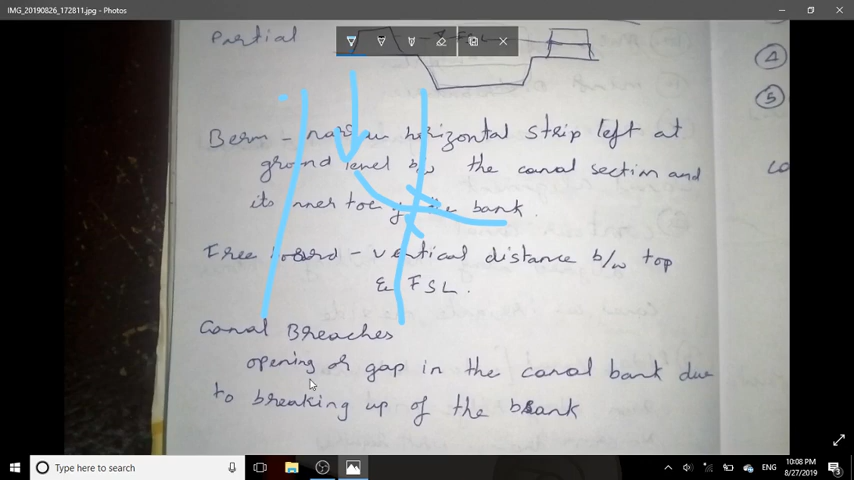 IMG_20190826_172811.jpg - Photos
Partial
FSL
④
⑤
Berm - narrow horizontal strip left at
ground level b/w the canal section and
its inner toe of the bank.
Free board - vertical distance b/w top
& FSL.
Canal Breaches
opening or gap in the canal bank due
to breaking up of the bank
Type here to search
ENG
10:08 PM
8/27/2019
3